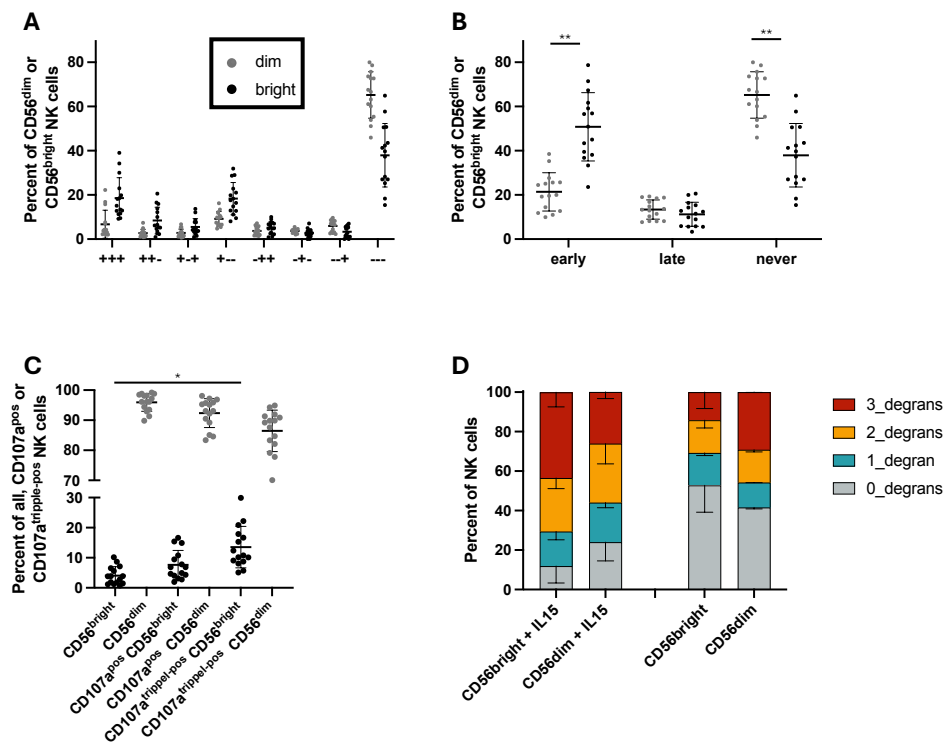 A
Percent of CD56dim or
CD56bright NK cells
80
60
40
20
0
dim
bright
+++
++-
+-+
+--
-++
-+-
--+
---
B
Percent of CD56dim or
CD56bright NK cells
80
60
40
20
0
**
**
early
late
never
C
Percent of all, CD107apos or
CD107atripple-pos NK cells
100
90
80
70
30
20
10
0
*
CD56bright
CD56dim
CD107apos CD56bright
CD107apos CD56dim
CD107atrippel-pos CD56bright
CD107atrippel-pos CD56dim
D
Percent of NK cells
100
80
60
40
20
0
CD56bright + IL15
CD56dim + IL15
CD56bright
CD56dim
3_degrans
2_degrans
1_degran
0_degrans